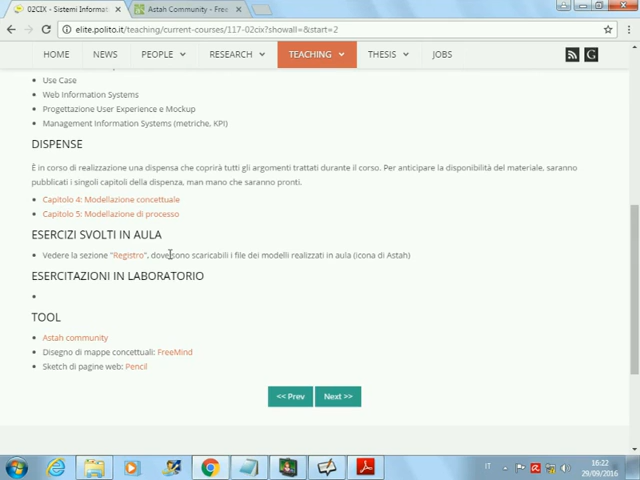 02CIX - Sistemi Informat
Astah Community - Free
elite.polito.it/teaching/current-courses/117-02cix?showall=&start=2
HOME NEWS PEOPLE RESEARCH TEACHING THESIS JOBS G
Use Case
Web Information Systems
Progettazione User Experience e Mockup
Management Information Systems (metriche, KPI)
DISPENSE
È in corso di realizzazione una dispensa che coprirà tutti gli argomenti trattati durante il corso. Per anticipare la disponibilità del materiale, saranno
pubblicati i singoli capitoli della dispensa, man mano che saranno pronti.
Capitolo 4: Modellazione concettuale
Capitolo 5: Modellazione di processo
ESERCIZI SVOLTI IN AULA
Vedere la sezione "Registro", dove sono scaricabili i file dei modelli realizzati in aula (icona di Astah)
ESERCITAZIONI IN LABORATORIO
TOOL
Astah community
Disegno di mappe concettuali: FreeMind
Sketch di pagine web: Pencil
<< Prev Next >>
IT
16:22
29/09/2016